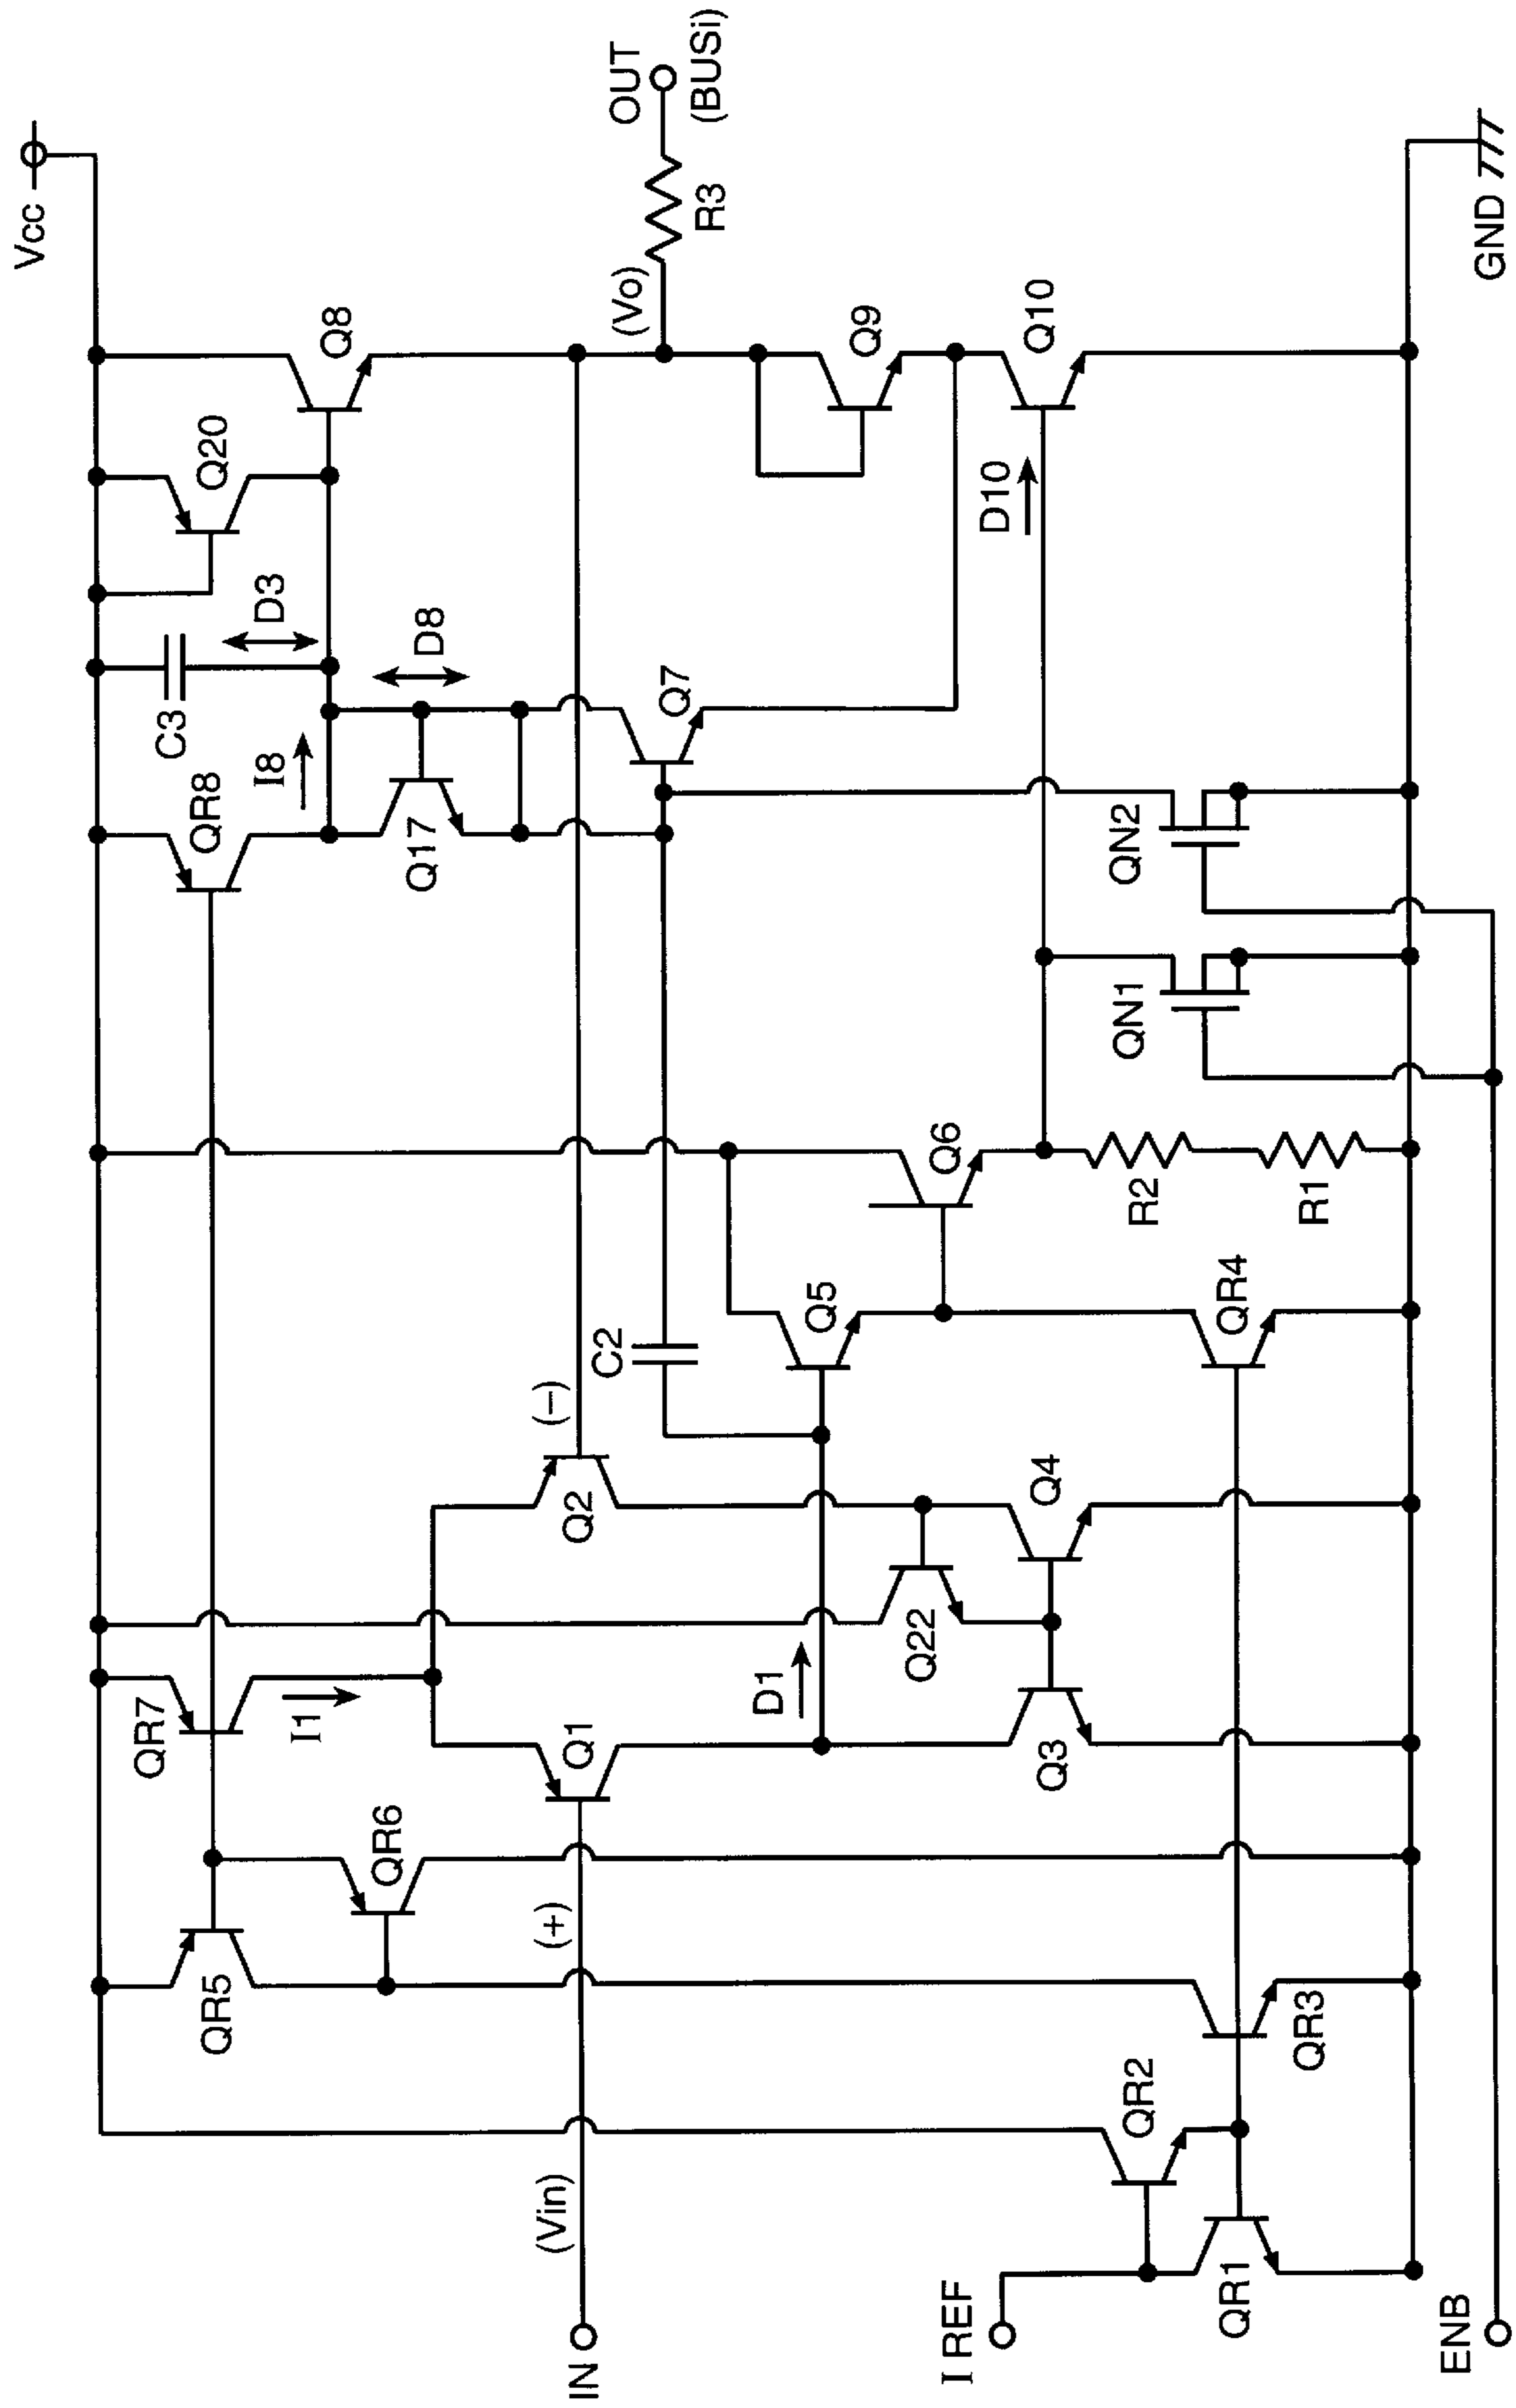 Vcc
Q8
Q20
D3
C3
I8
QR8
D8
Q17
Q7
(Vo)
R3
OUT
(BUSi)
Q9
Q10
D10
GND
QN2
QN1
Q6
R2
R1
Q5
QR4
C2
(−)
Q2
Q4
Q22
D1
QR7
I1
Q1
Q3
QR6
(+)
QR5
QR3
QR2
(Vin)
IN
I REF
QR1
ENB